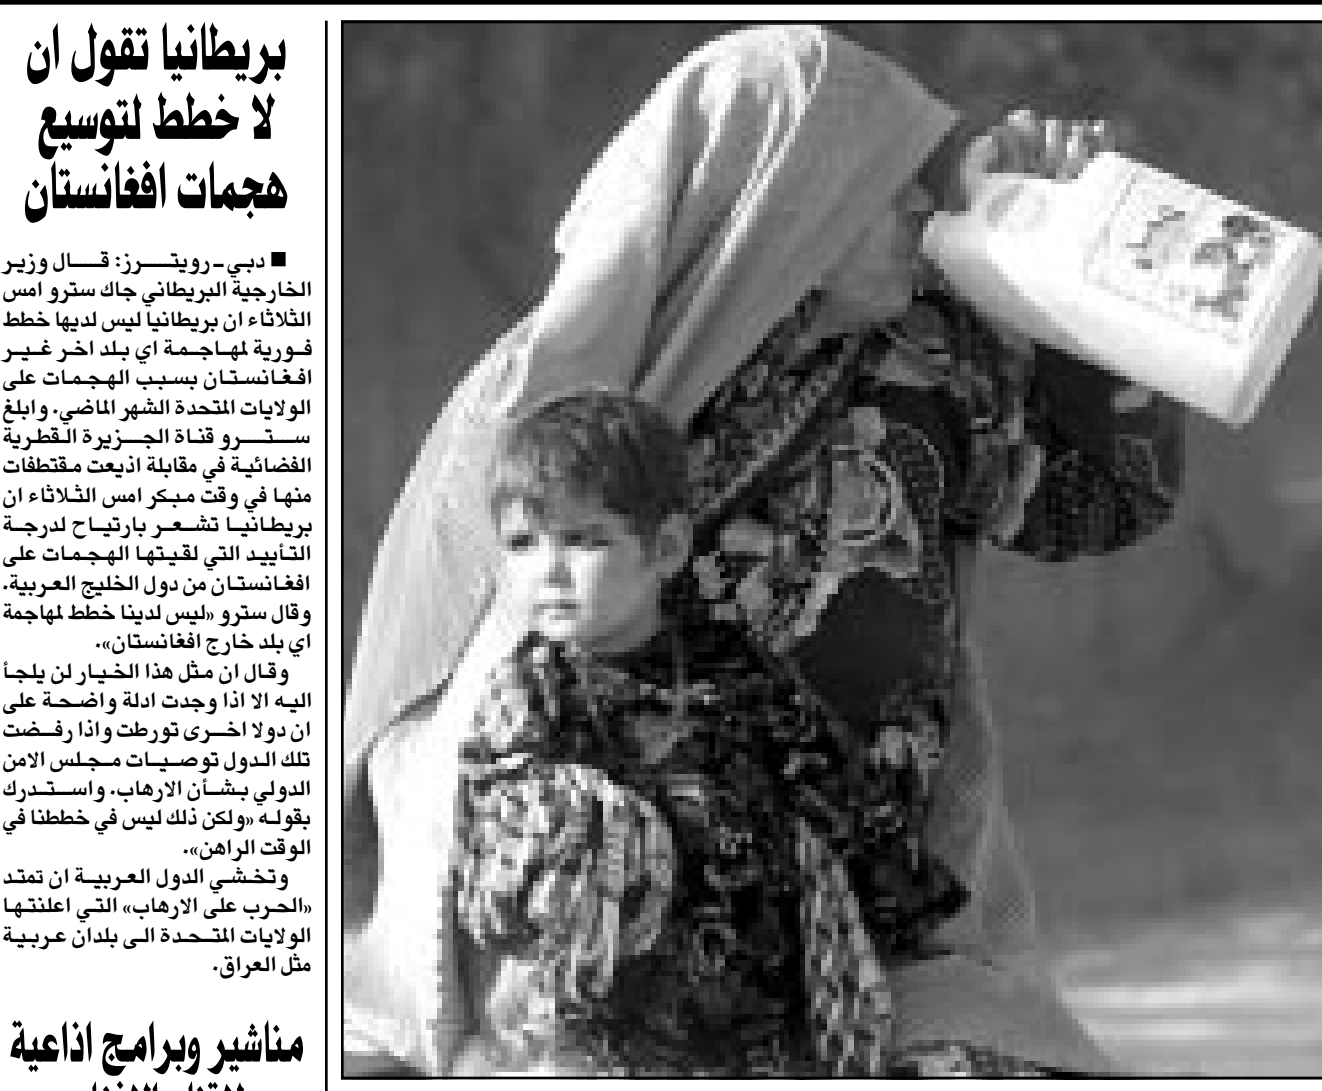 بريطانيا تقول ان
لا خطط لتوسيع
هجمات افغانستان
■ دبي ـ رويترز: قال وزير
الخارجية البريطاني جاك سترو امس
الثلاثاء ان بريطانيا ليس لديها خطط
فورية لمهاجمة اي بلد اخر غير
افغانستان بسبب الهجمات على
الولايات المتحدة الشهر الماضي. وابلغ
سترو قناة الجزيرة القطرية
الفضائية في مقابلة اذيعت مقتطفات
منها في وقت مبكر امس الثلاثاء ان
بريطانيا تشعر بارتياح لدرجة
التأييد التي لقيتها الهجمات على
افغانستان من دول الخليج العربية.
وقال سترو «ليس لدينا خطط لمهاجمة
اي بلد خارج افغانستان».
وقال ان مثل هذا الخيار لن يلجأ
اليه الا اذا وجدت ادلة واضحة على
ان دولا اخرى تورطت واذا رفضت
تلك الدول توصيات مجلس الامن
الدولي بشأن الارهاب. واستدرك
بقوله «ولكن ذلك ليس في خططنا في
الوقت الراهن».
وتخشي الدول العربية ان تمتد
«الحرب على الارهاب» التي اعلنتها
الولايات المتحدة الى بلدان عربية
مثل العراق.
مناشير وبرامج اذاعية